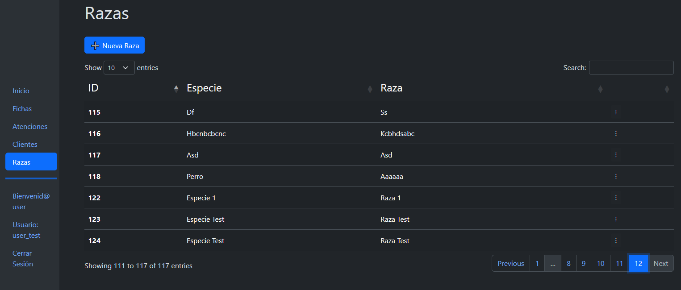 Razas
Nueva Raza
Show 10 entries
Search:
ID Especie Raza
115 Df Ss
116 Hbcnbcbcnc Kcbhdsabc
117 Asd Asd
118 Perro Aaaaaa
122 Especie 1 Raza 1
123 Especie Test Raza Test
124 Especie Test Raza Test
Showing 111 to 117 of 117 entries
Previous 1 ... 8 9 10 11 12 Next
Inicio
Fichas
Atenciones
Clientes
Razas
Bienvenid@
user
Usuario:
user_test
Cerrar
Sesión